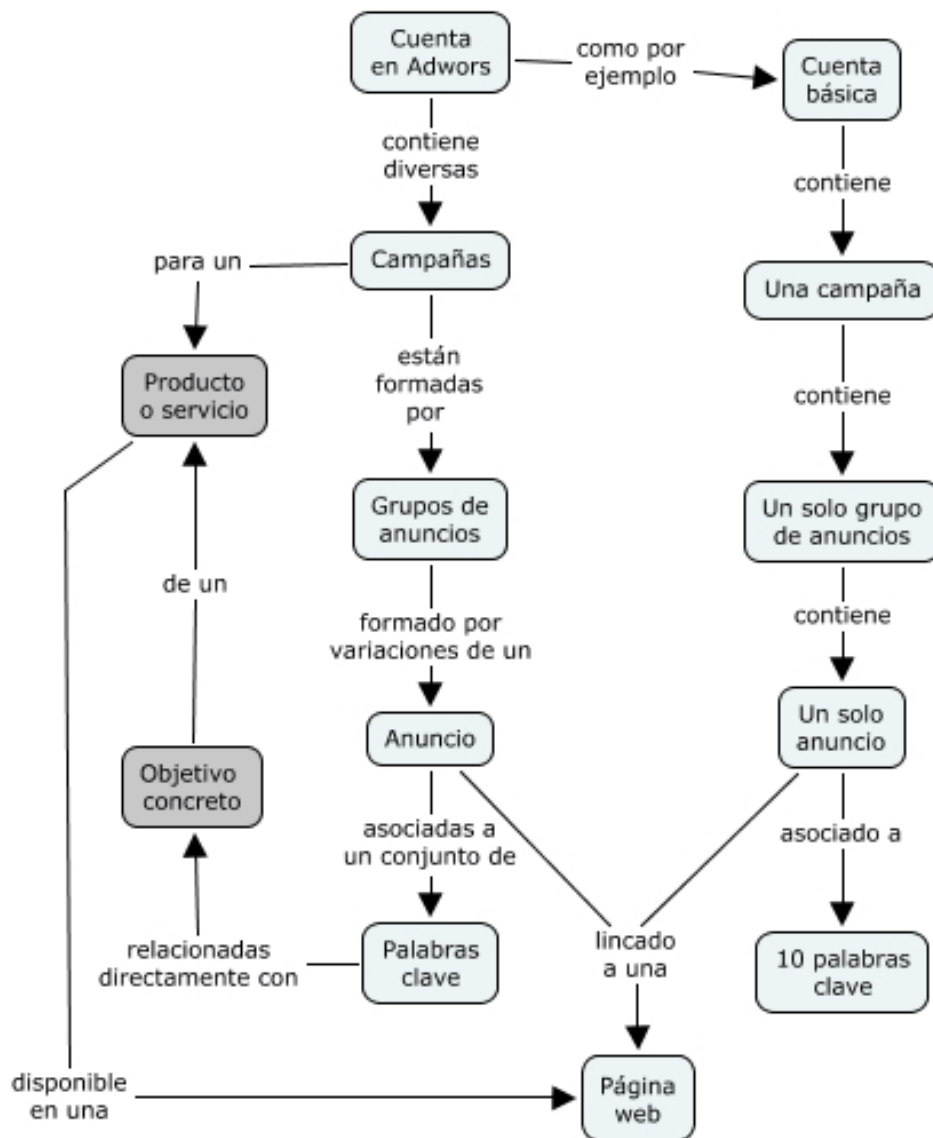 Cuenta
en Adwors
como por
ejemplo
Cuenta
básica
contiene
diversas
contiene
Campañas
para un
Una campaña
están
formadas
por
Producto
o servicio
contiene
Grupos de
anuncios
Un solo grupo
de anuncios
de un
formado por
variaciones de un
contiene
Anuncio
Un solo
anuncio
Objetivo
concreto
asociadas a
un conjunto de
asociado a
relacionadas
directamente con
Palabras
clave
lincado
a una
10 palabras
clave
disponible
en una
Página
web